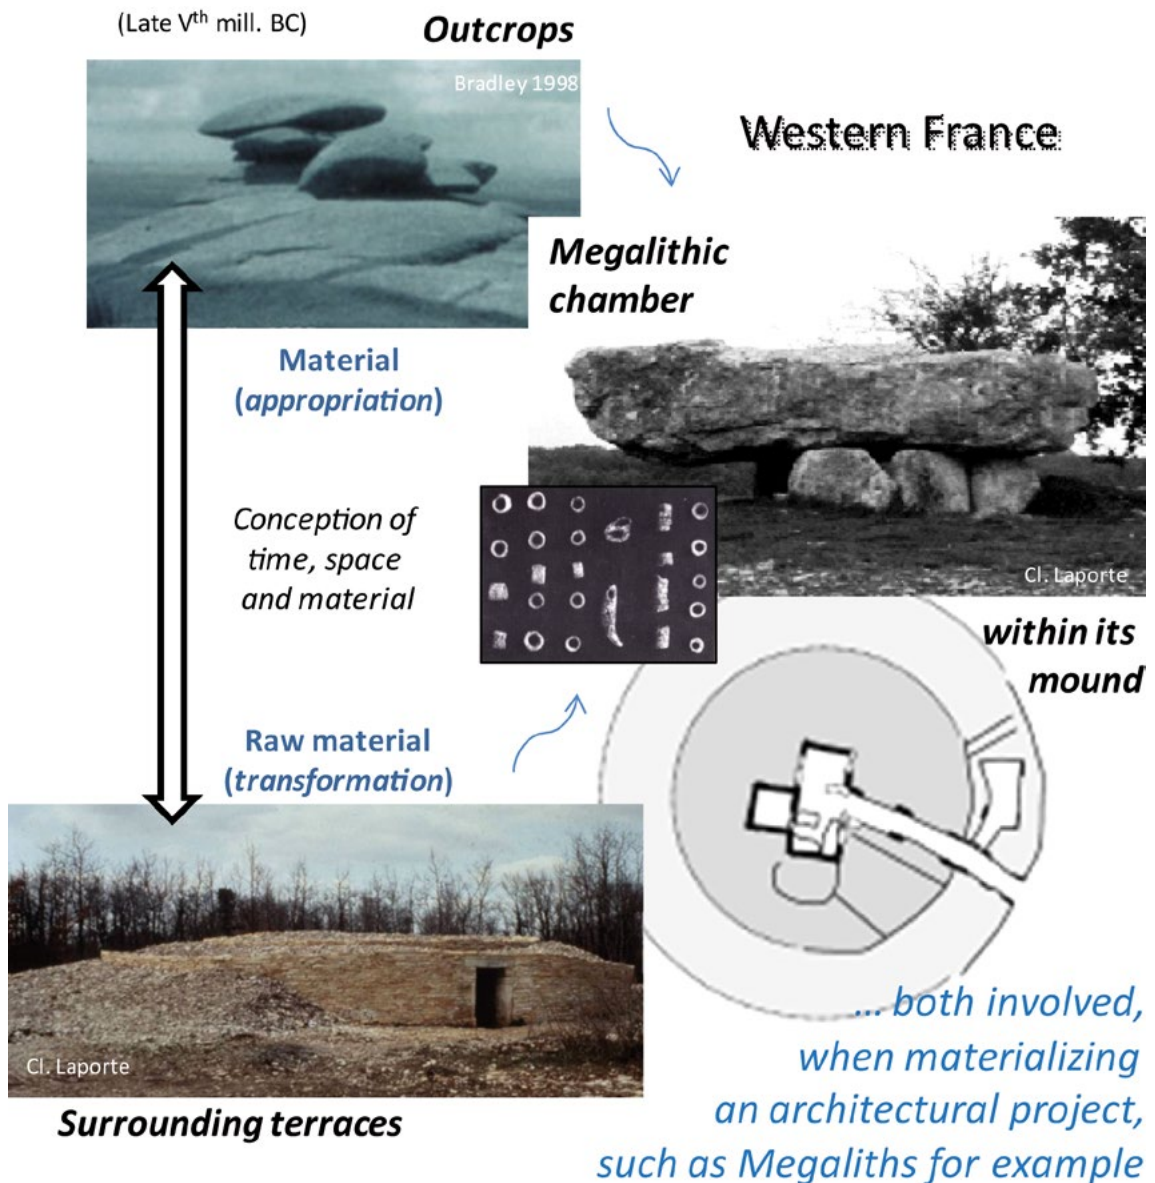 (Late Vth mill. BC)
Outcrops
Bradley 1998
Western France
Megalithic
chamber
Material
(appropriation)
Conception of
time, space
and material
Cl. Laporte
within its
mound
Raw material
(transformation)
Cl. Laporte
Surrounding terraces
... both involved,
when materializing
an architectural project,
such as Megaliths for example